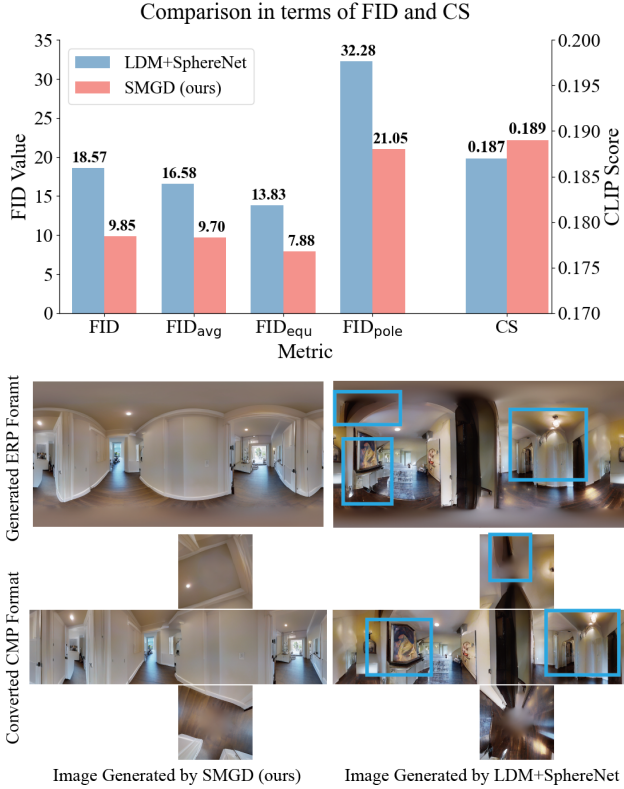 Comparison in terms of FID and CS
LDM+SphereNet
SMGD (ours)
FID Value
35
30
25
20
15
10
5
0
18.57
9.85
16.58
9.70
13.83
7.88
32.28
21.05
0.187
0.189
0.200
0.195
0.190
0.185
0.180
0.175
0.170
CLIP Score
FID FIDavg FIDequ FIDpole CS
Metric
Generated ERP Foramt
Converted CMP Format
Image Generated by SMGD (ours) Image Generated by LDM+SphereNet